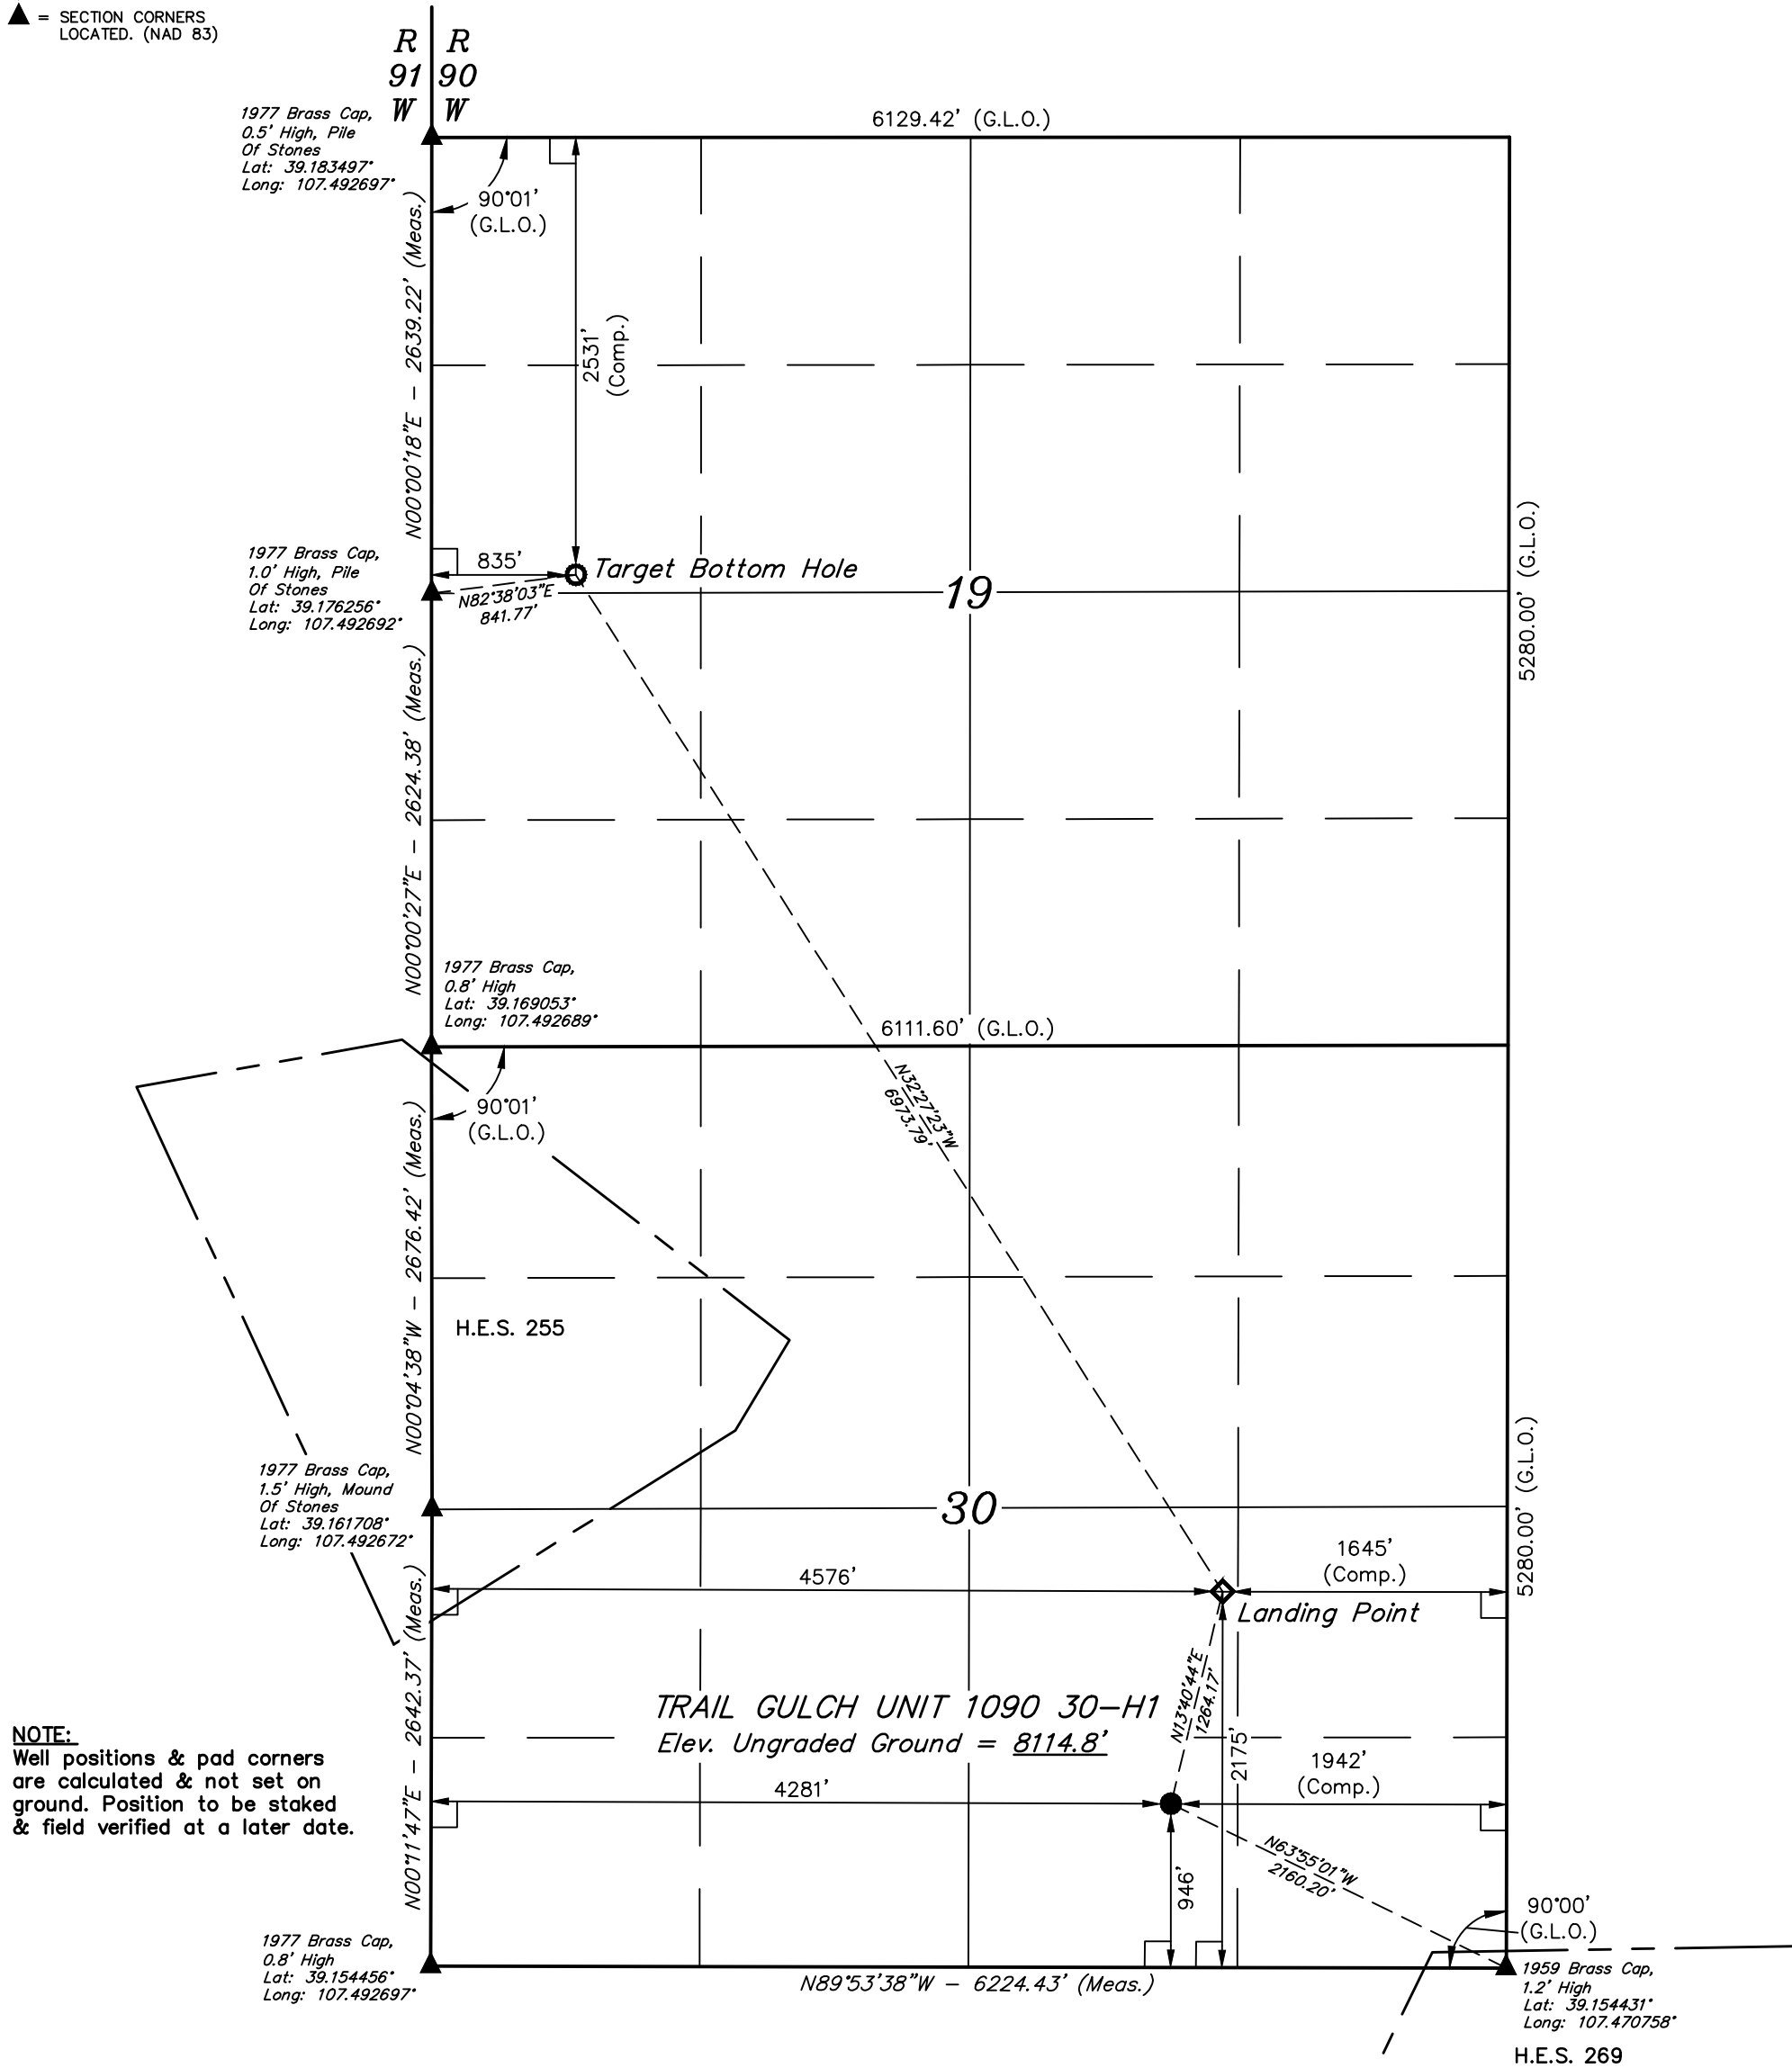 = SECTION CORNERS
LOCATED. (NAD 83)
R R
91 90
W W
1977 Brass Cap,
0.5' High, Pile
Of Stones
Lat: 39.183497°
Long: 107.492697°
6129.42' (G.L.O.)
90°01'
(G.L.O.)
N00°00'18"E - 2639.22' (Meas.)
2531'
(Comp.)
5280.00' (G.L.O.)
1977 Brass Cap,
1.0' High, Pile
Of Stones
Lat: 39.176256°
Long: 107.492692°
835'
Target Bottom Hole
N82°38'03"E
841.77'
19
N00°00'27"E - 2624.38' (Meas.)
1977 Brass Cap,
0.8' High
Lat: 39.169053°
Long: 107.492689°
6111.60' (G.L.O.)
90°01'
(G.L.O.)
N32°27'23"W
6973.79'
N00°04'38"W - 2676.42' (Meas.)
H.E.S. 255
1977 Brass Cap,
1.5' High, Mound
Of Stones
Lat: 39.161708°
Long: 107.492672°
30
5280.00' (G.L.O.)
4576'
1645'
(Comp.)
Landing Point
N00°11'47"E - 2642.37' (Meas.)
N13°40'44"E
1264.17'
2175'
TRAIL GULCH UNIT 1090 30-H1
Elev. Ungraded Ground = 8114.8'
NOTE:
Well positions & pad corners
are calculated & not set on
ground. Position to be staked
& field verified at a later date.
4281'
1942'
(Comp.)
946'
N63°55'01"W
2160.20'
90°00'
(G.L.O.)
1977 Brass Cap,
0.8' High
Lat: 39.154456°
Long: 107.492697°
N89°53'38"W - 6224.43' (Meas.)
1959 Brass Cap,
1.2' High
Lat: 39.154431°
Long: 107.470758°
H.E.S. 269